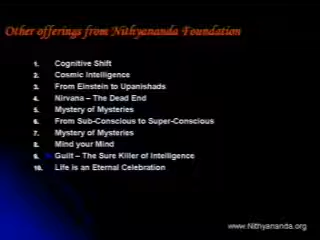 Other offerings from Nithyananda Foundation
1. Cognitive Shift
2. Cosmic Intelligence
3. From Einstein to Upanishads
4. Nirvana – The Dead End
5. Mystery of Mysteries
6. From Sub-Conscious to Super-Conscious
7. Mystery of Mysteries
8. Mind your Mind
9. Guilt – The Sure Killer of Intelligence
10. Life is an Eternal Celebration
www.Nithyananda.org